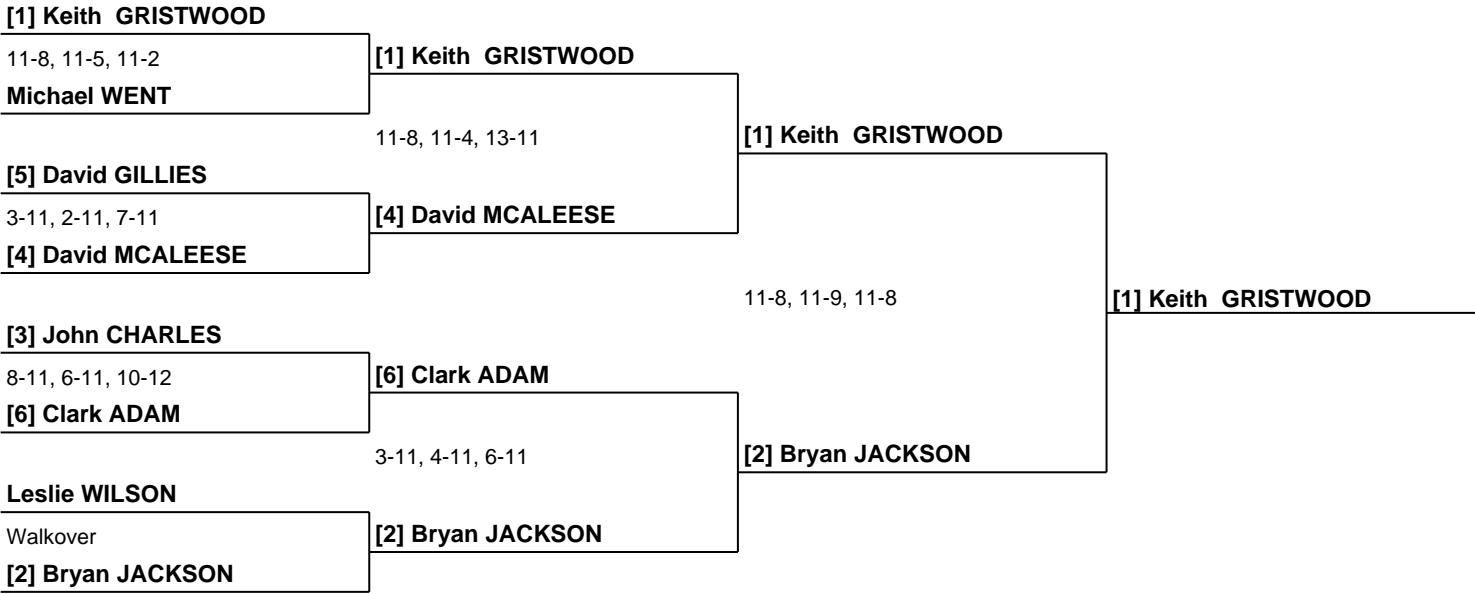 [1] Keith  GRISTWOOD
11-8, 11-5, 11-2
Michael WENT
[5] David GILLIES
3-11, 2-11, 7-11
[4] David MCALEESE
[3] John CHARLES
8-11, 6-11, 10-12
[6] Clark ADAM
Leslie WILSON
Walkover
[2] Bryan JACKSON
[1] Keith  GRISTWOOD
11-8, 11-4, 13-11
[4] David MCALEESE
[6] Clark ADAM
3-11, 4-11, 6-11
[2] Bryan JACKSON
[1] Keith  GRISTWOOD
11-8, 11-9, 11-8
[2] Bryan JACKSON
[1] Keith  GRISTWOOD